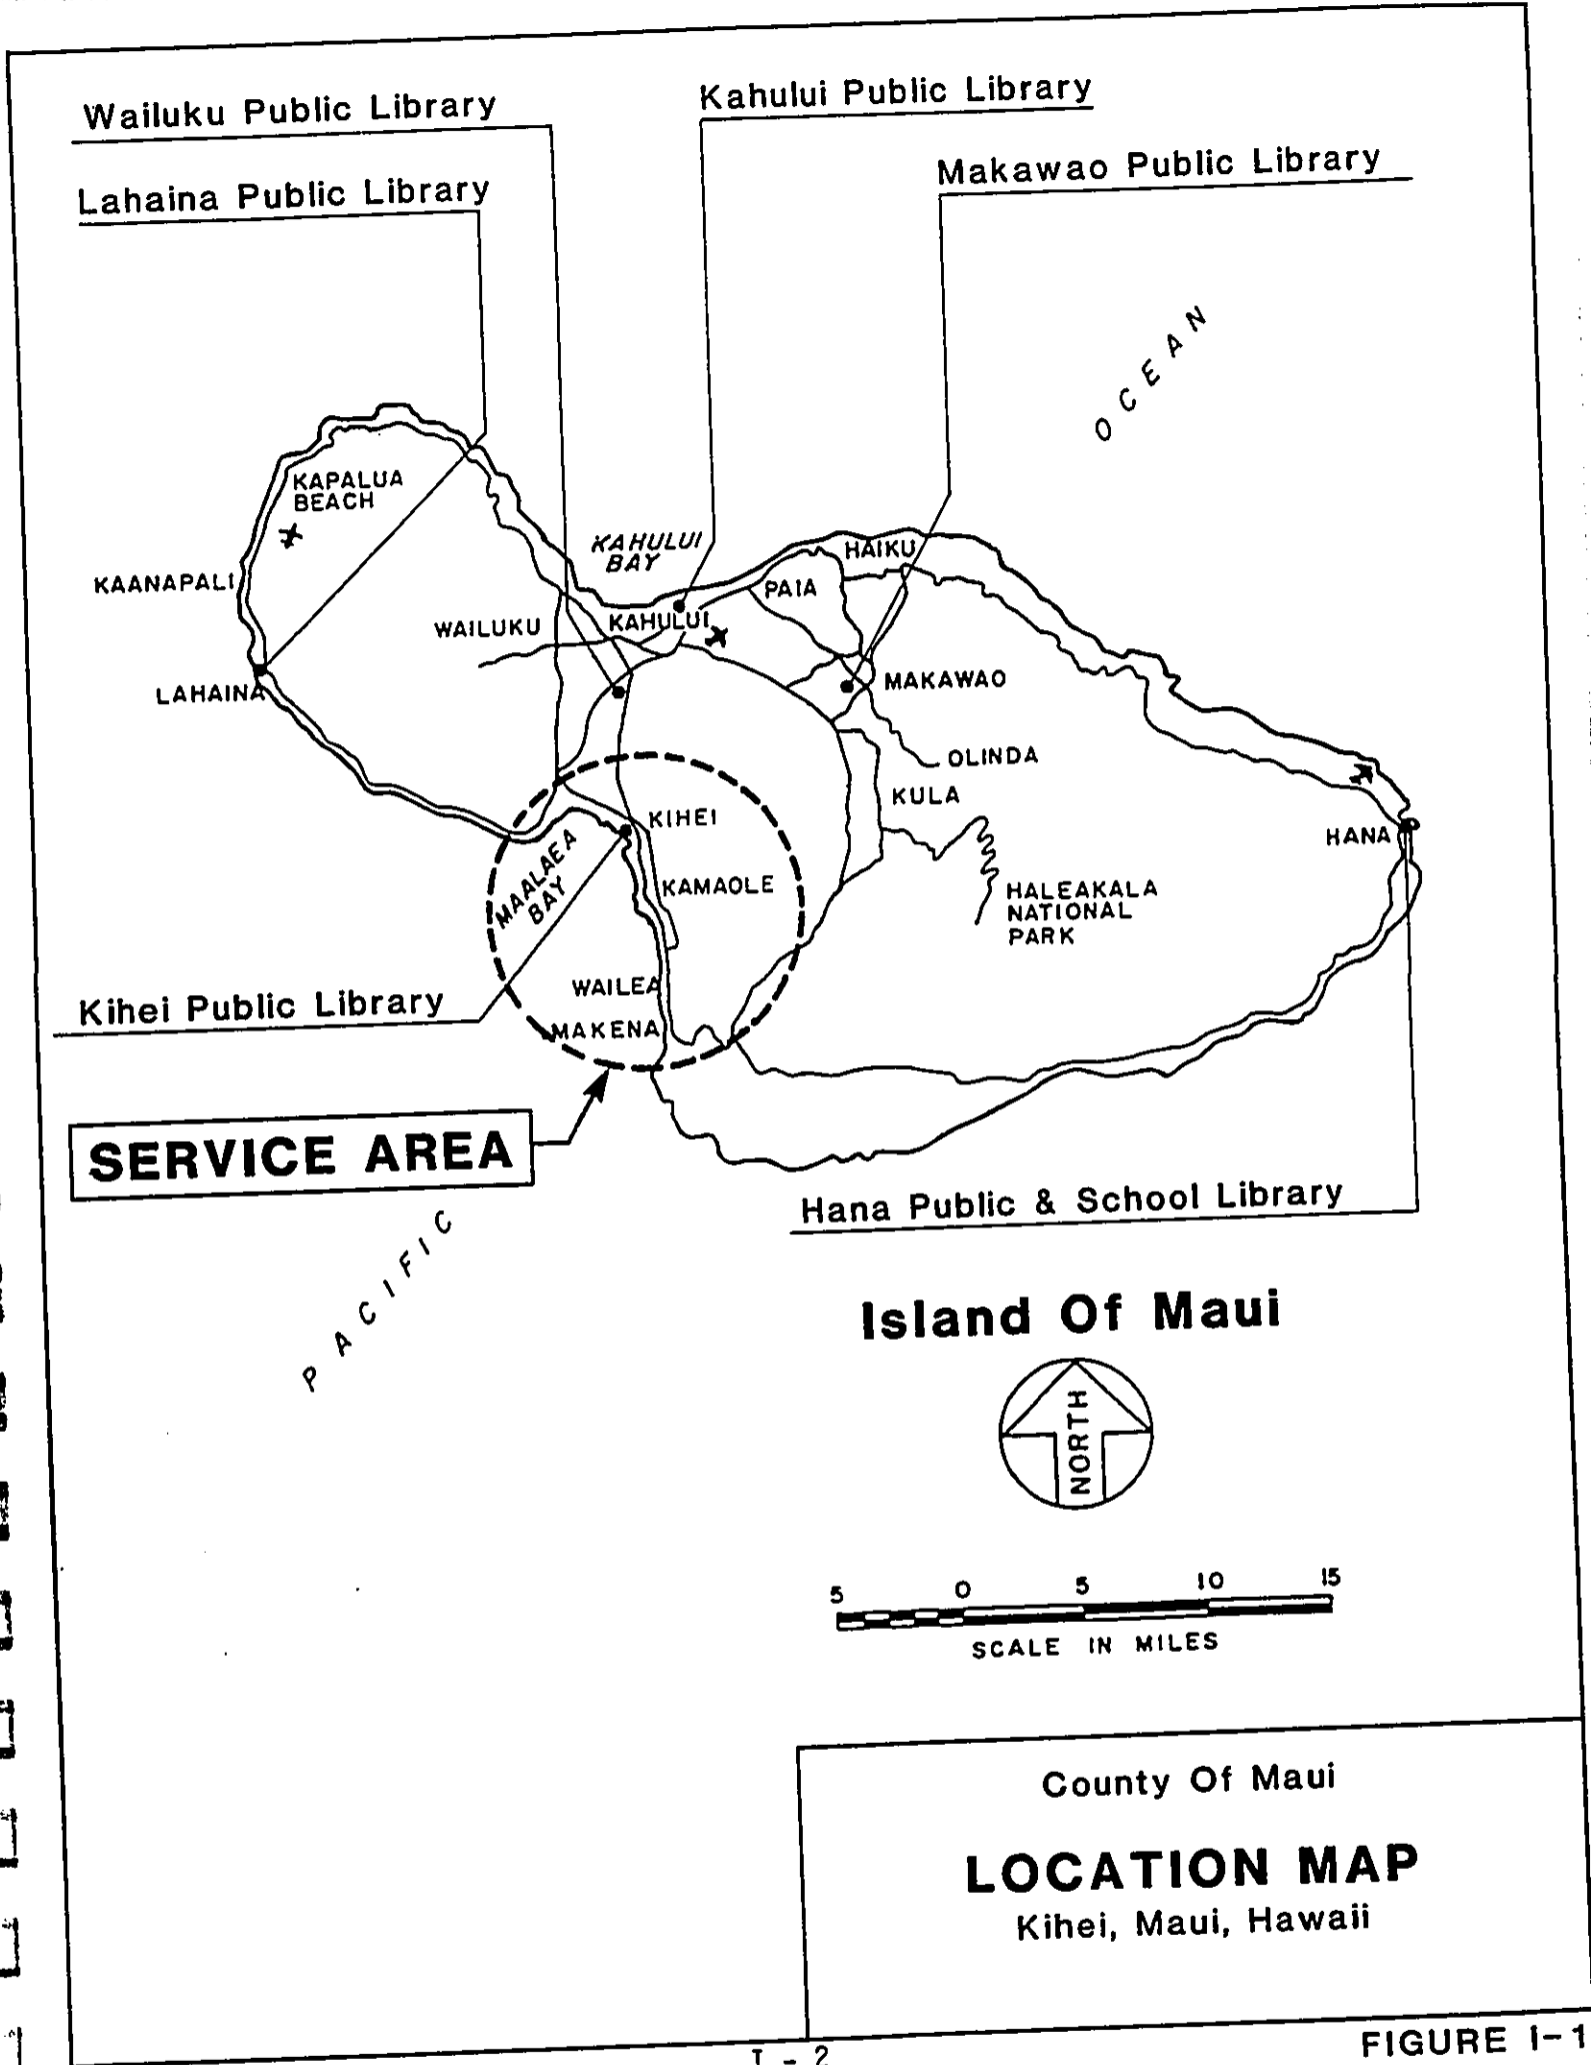 Wailuku Public Library
Kahului Public Library
Lahaina Public Library
Makawao Public Library
OCEAN
KAPALUA
BEACH
KAHULUI
BAY
HAIKU
KAANAPALI
PAIA
WAILUKU
KAHULUI
LAHAINA
MAKAWAO
OLINDA
KULA
KIHEI
HANA
MAALAEA
BAY
KAMAOLE
HALEAKALA
NATIONAL
PARK
WAILEA
Kihei Public Library
MAKENA
SERVICE AREA
Hana Public & School Library
PACIFIC
Island Of Maui
NORTH
5 0 5 10 15
SCALE IN MILES
County Of Maui
LOCATION MAP
Kihei, Maui, Hawaii
FIGURE I-1
I - 2